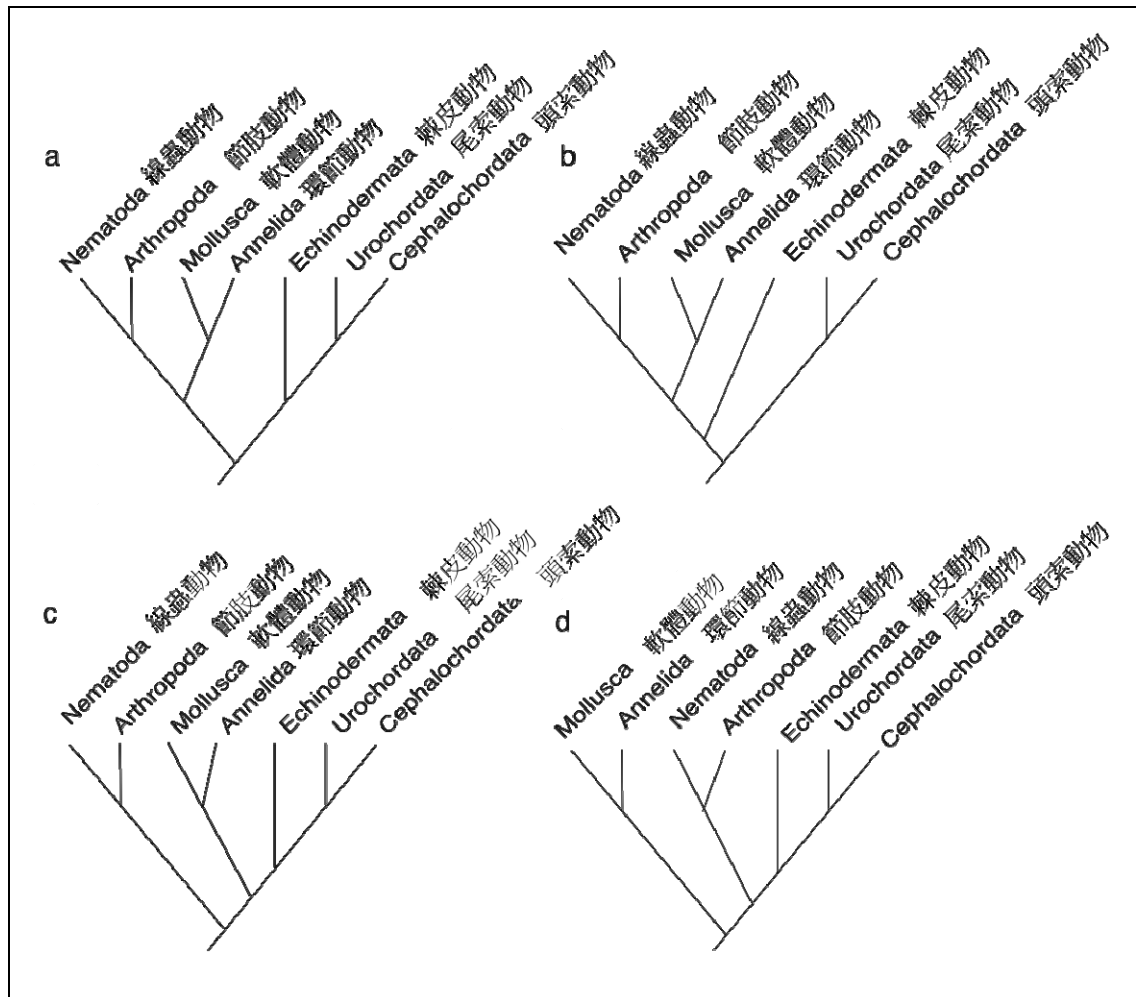 a
Nematoda 線蟲動物
Arthropoda 節肢動物
Mollusca 軟體動物
Annelida 環節動物
Echinodermata 棘皮動物
Urochordata 尾索動物
Cephalochordata 頭索動物
b
Nematoda 線蟲動物
Arthropoda 節肢動物
Mollusca 軟體動物
Annelida 環節動物
Echinodermata 棘皮動物
Urochordata 尾索動物
Cephalochordata 頭索動物
c
Nematoda 線蟲動物
Arthropoda 節肢動物
Mollusca 軟體動物
Annelida 環節動物
Echinodermata 棘皮動物
Urochordata 尾索動物
Cephalochordata 頭索動物
d
Mollusca 軟體動物
Annelida 環節動物
Nematoda 線蟲動物
Arthropoda 節肢動物
Echinodermata 棘皮動物
Urochordata 尾索動物
Cephalochordata 頭索動物